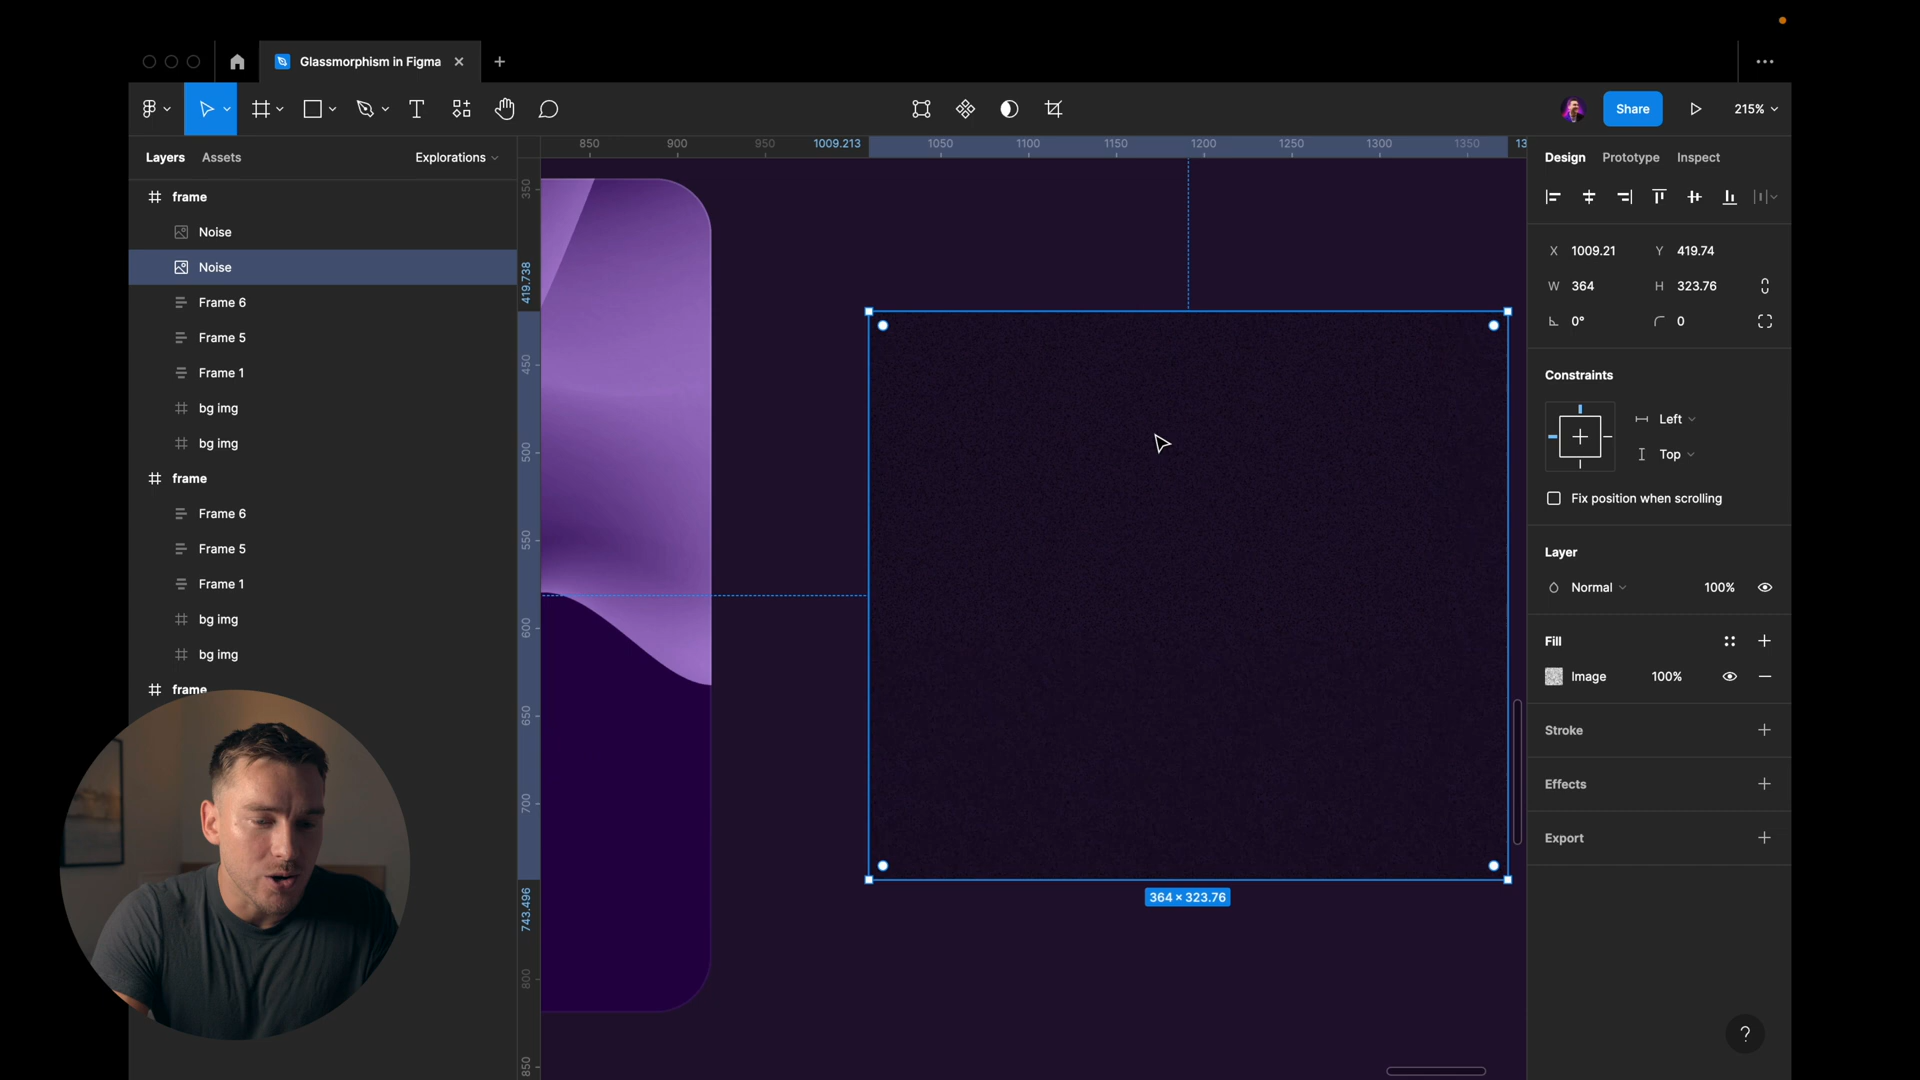 Glassmorphism in Figma
Share
215%
Layers
Assets
Explorations
850
900
950
1009.213
1050
1100
1150
1200
1250
1300
1350
13
Design
Prototype
Inspect
frame
Noise
Noise
Frame 6
Frame 5
Frame 1
bg img
bg img
frame
Frame 6
Frame 5
Frame 1
bg img
bg img
frame
350
419.738
450
500
550
600
650
700
743.496
800
850
364 × 323.76
X 1009.21 Y 419.74
W 364 H 323.76
0° 0
Constraints
Left
Top
Fix position when scrolling
Layer
Normal 100%
Fill
Image 100%
Stroke
Effects
Export
?